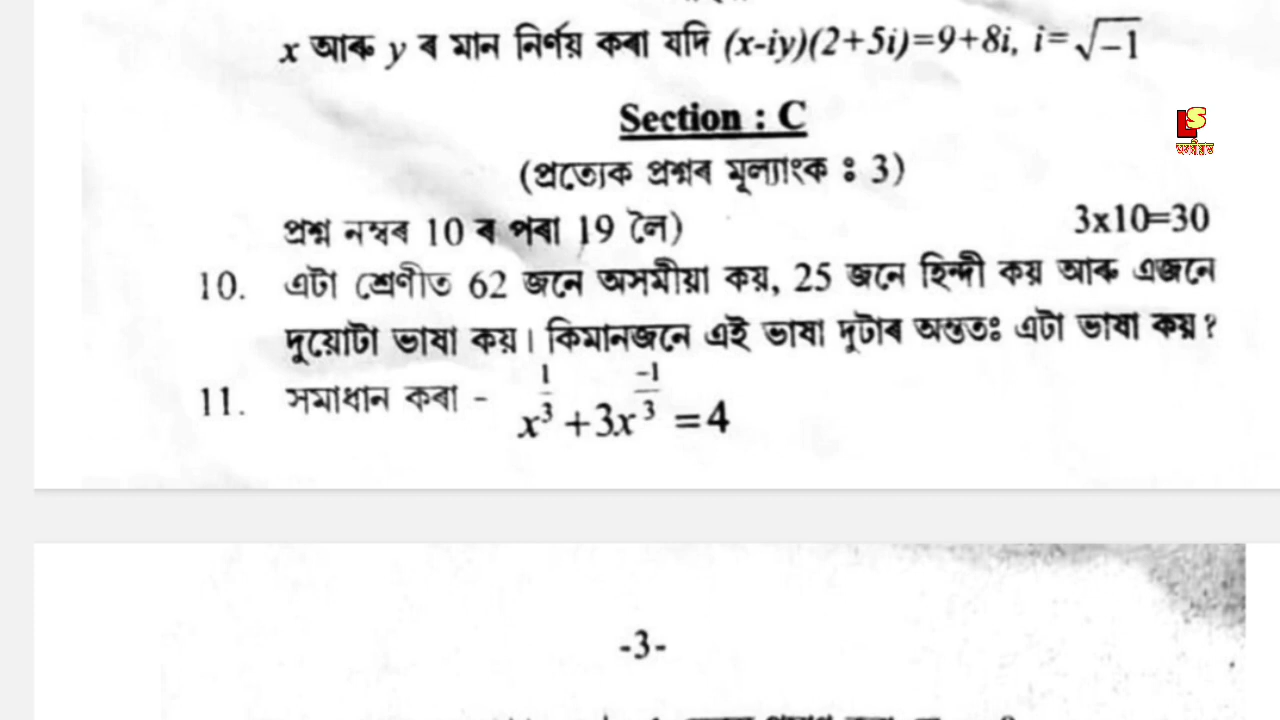 x আৰু y ৰ মান নিৰ্ণয় কৰা যদি (x-iy)(2+5i)=9+8i, i=√-1
Section : C
LS
(প্ৰত্যেক প্ৰশ্নৰ মূল্যাংক ঃ 3)
প্ৰশ্ন নম্বৰ 10 ৰ পৰা 19 লৈ) 3x10=30
10. এটা শ্ৰেণীত 62 জনে অসমীয়া কয়, 25 জনে হিন্দী কয় আৰু এজনে
দুয়োটা ভাষা কয়। কিমানজনে এই ভাষা দুটাৰ অন্ততঃ এটা ভাষা কয়?
11. সমাধান কৰা - x^(1/3) +3x^(-1/3) =4
-3-